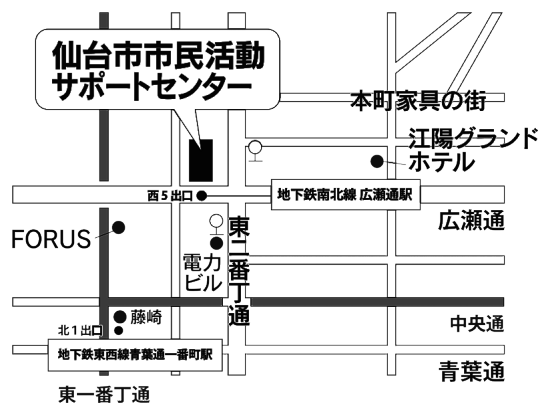 仙台市市民活動
サポートセンター
本町家具の街
江陽グランド
ホテル
西5出口
地下鉄南北線 広瀬通駅
広瀬通
FORUS
東二番丁通
電力
ビル
藤崎
中央通
北1出口
地下鉄東西線青葉通一番町駅
青葉通
東一番丁通